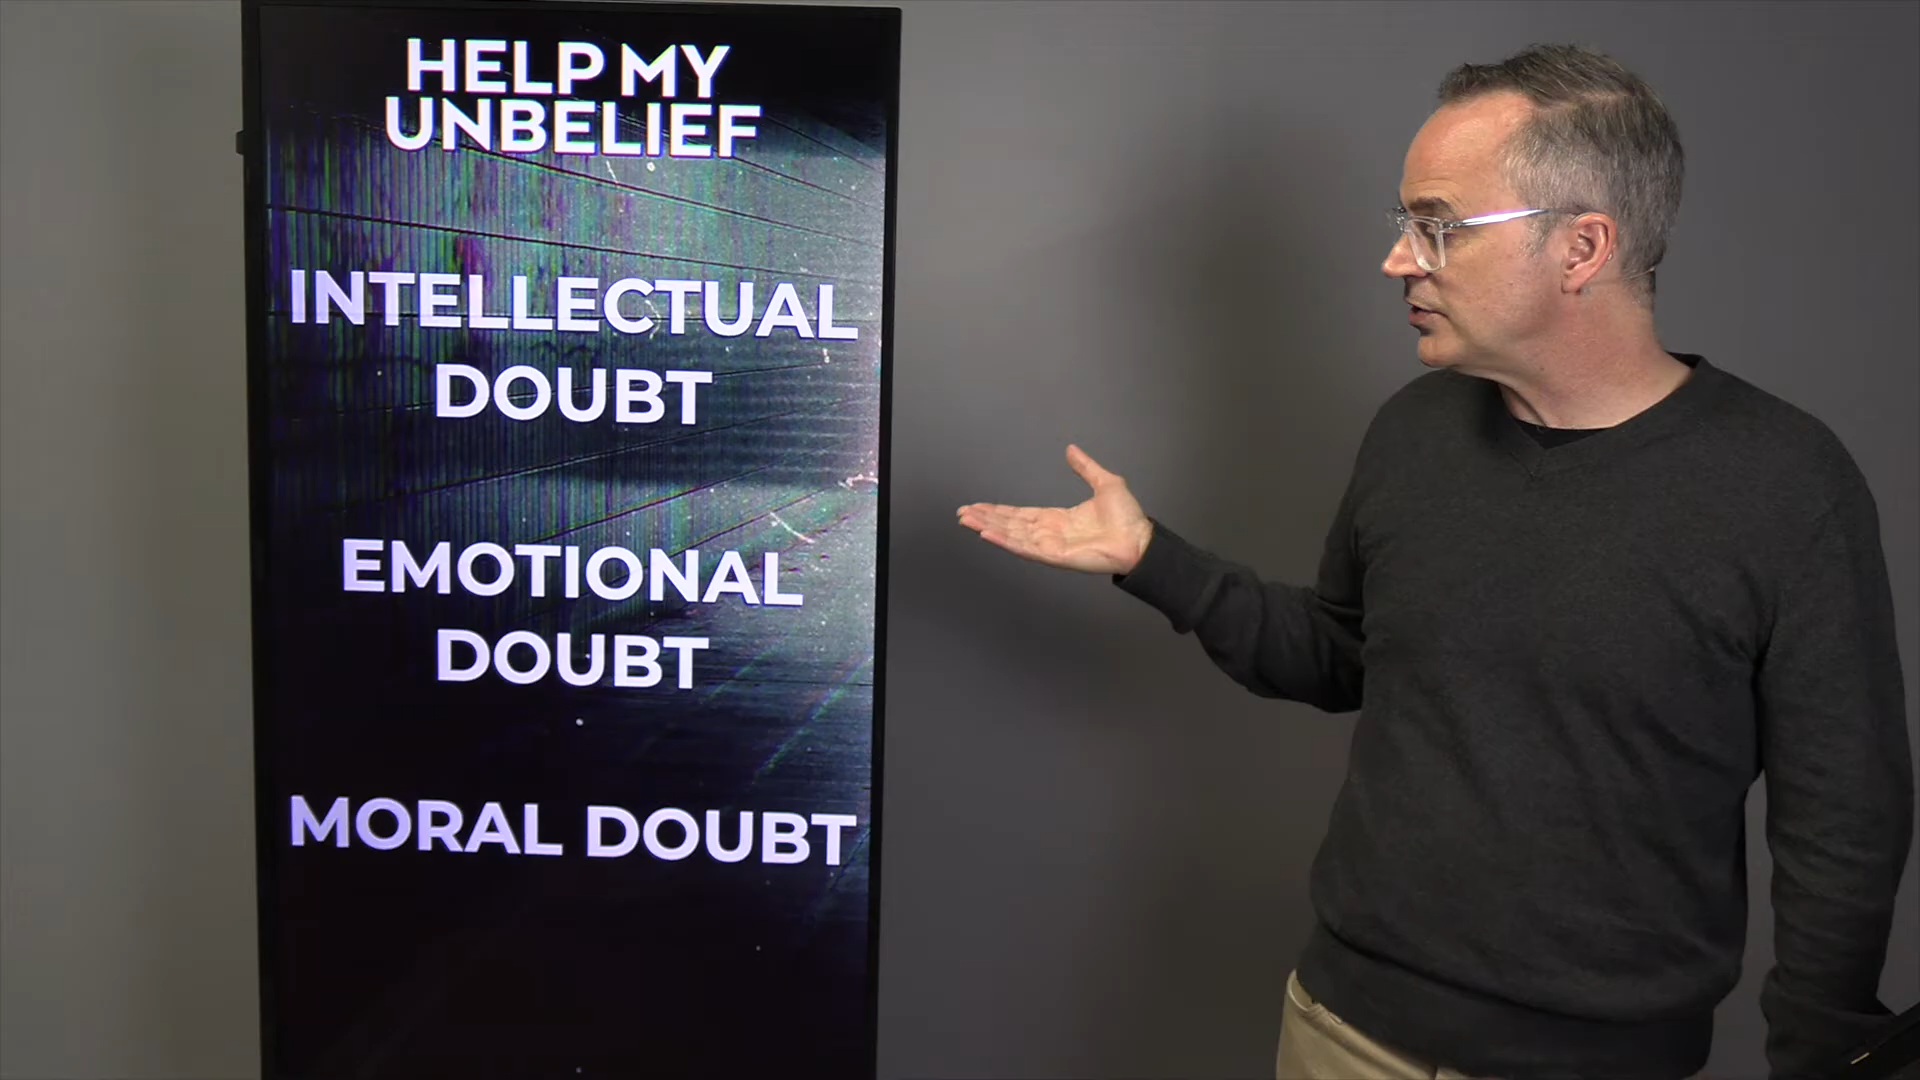 HELP MY
UNBELIEF
INTELLECTUAL
DOUBT
EMOTIONAL
DOUBT
MORAL DOUBT